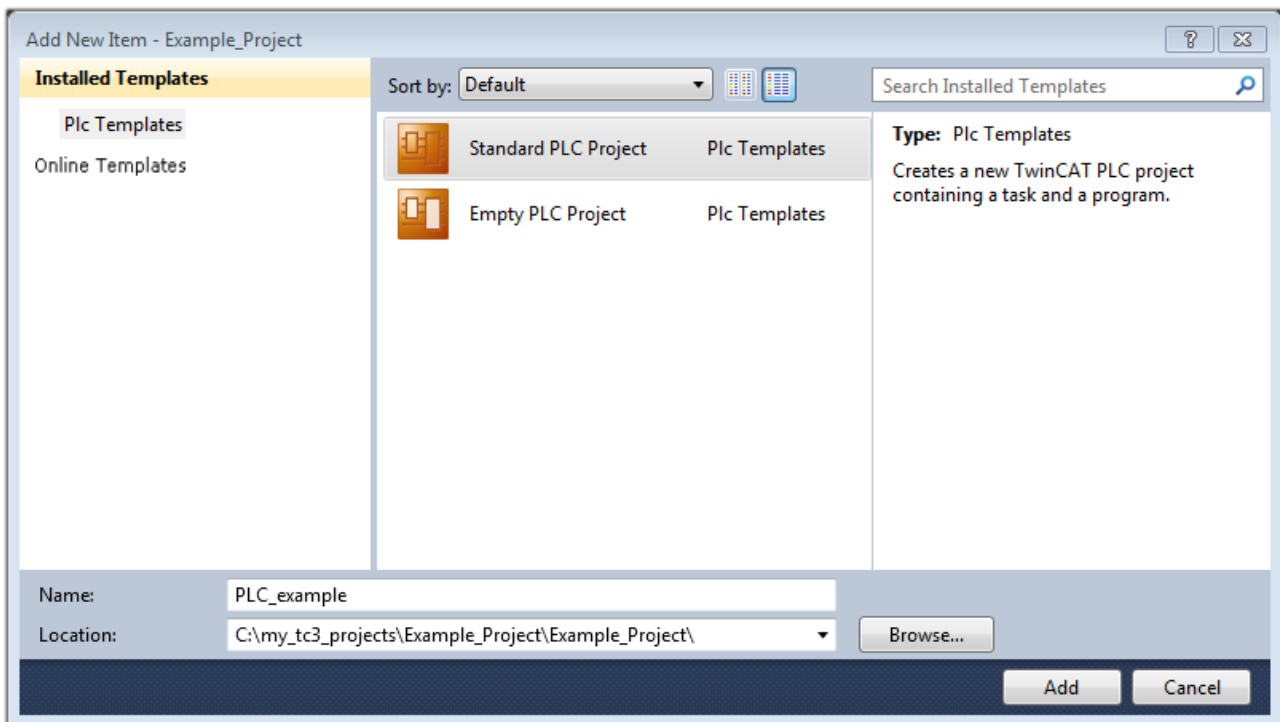 Add New Item - Example_Project
Installed Templates
Plc Templates
Online Templates
Sort by: Default
Search Installed Templates
Standard PLC Project Plc Templates
Empty PLC Project Plc Templates
Type: Plc Templates
Creates a new TwinCAT PLC project
containing a task and a program.
Name: PLC_example
Location: C:\my_tc3_projects\Example_Project\Example_Project\
Browse...
Add Cancel